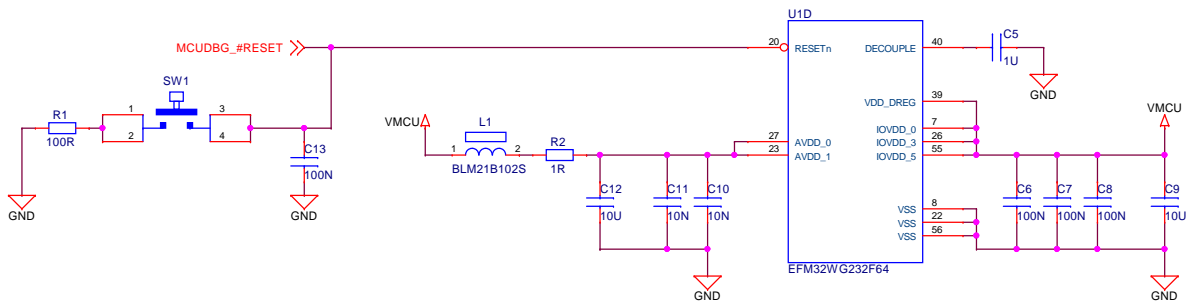 U1D
MCUDBG_#RESET
20
RESETn
DECOUPLE
40
C5
1U
GND
SW1
R1
100R
1
2
3
4
C13
100N
GND
GND
VMCU
L1
1
2
BLM21B102S
R2
1R
27
AVDD_0
23
AVDD_1
C12
10U
C11
10N
C10
10N
GND
VDD_DREG
39
IOVDD_0
7
IOVDD_3
26
IOVDD_5
55
VMCU
VSS
8
VSS
22
VSS
56
C6
100N
C7
100N
C8
100N
C9
10U
GND
EFM32WG232F64